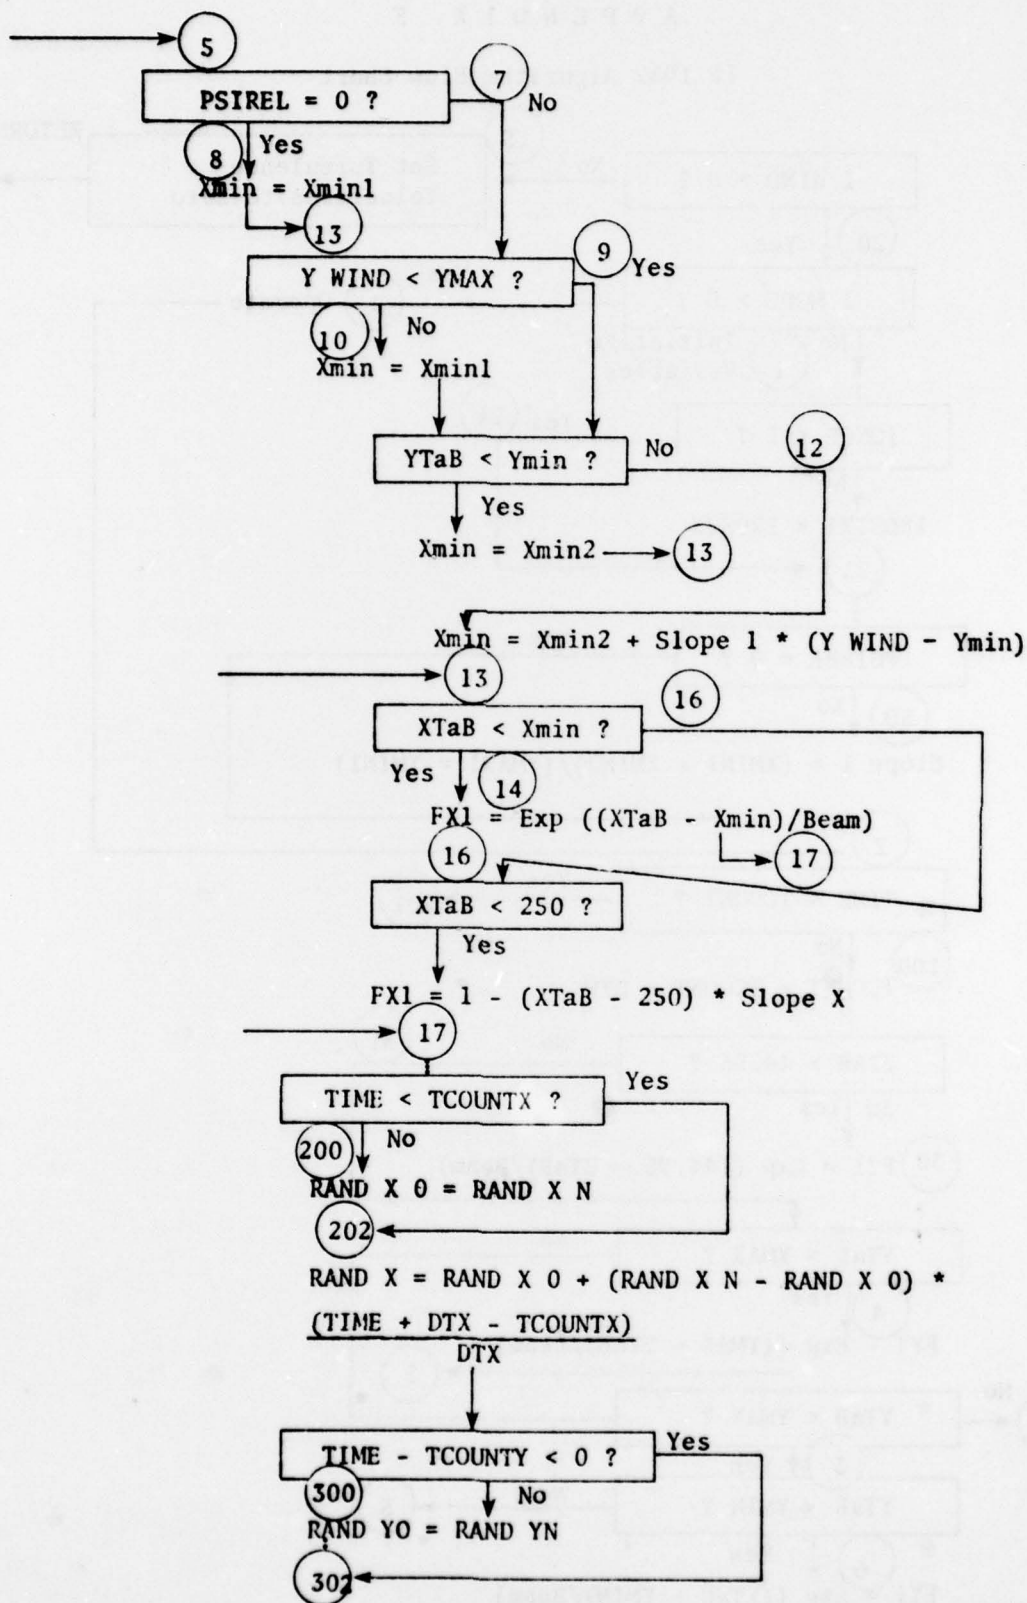 5
PSIREL = 0 ?
7
No
8
Yes
Xmin = Xmin1
13
Y WIND < YMAX ?
9
Yes
10
No
Xmin = Xmin1
YTaB < Ymin ?
No
12
Yes
Xmin = Xmin2
13
Xmin = Xmin2 + Slope 1 * (Y WIND - Ymin)
13
XTaB < Xmin ?
16
Yes
14
FX1 = Exp ((XTaB - Xmin)/Beam)
16
17
XTaB < 250 ?
Yes
FX1 = 1 - (XTaB - 250) * Slope X
17
TIME < TCOUNTX ?
Yes
200
No
RAND X 0 = RAND X N
202
RAND X = RAND X 0 + (RAND X N - RAND X 0) *
(TIME + DTX - TCOUNTX)
DTX
TIME - TCOUNTY < 0 ?
Yes
300
No
RAND YO = RAND YN
302